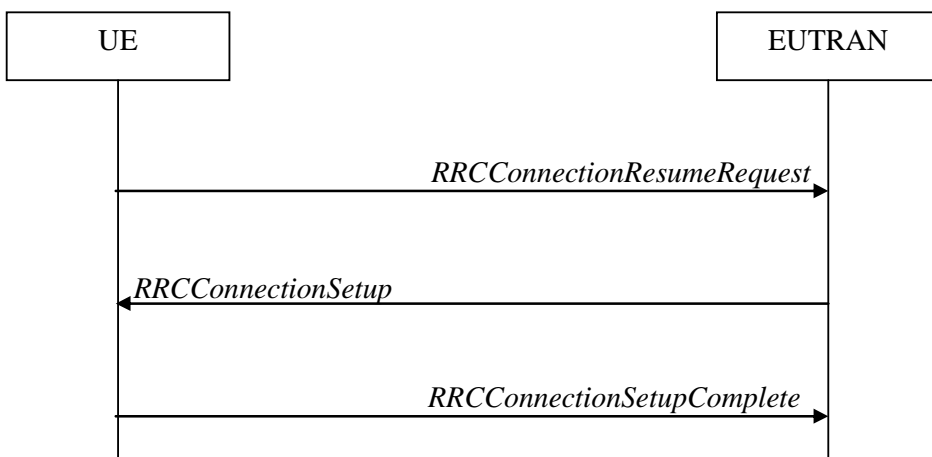 UE
EUTRAN
RRCConnectionResumeRequest
RRCConnectionSetup
RRCConnectionSetupComplete